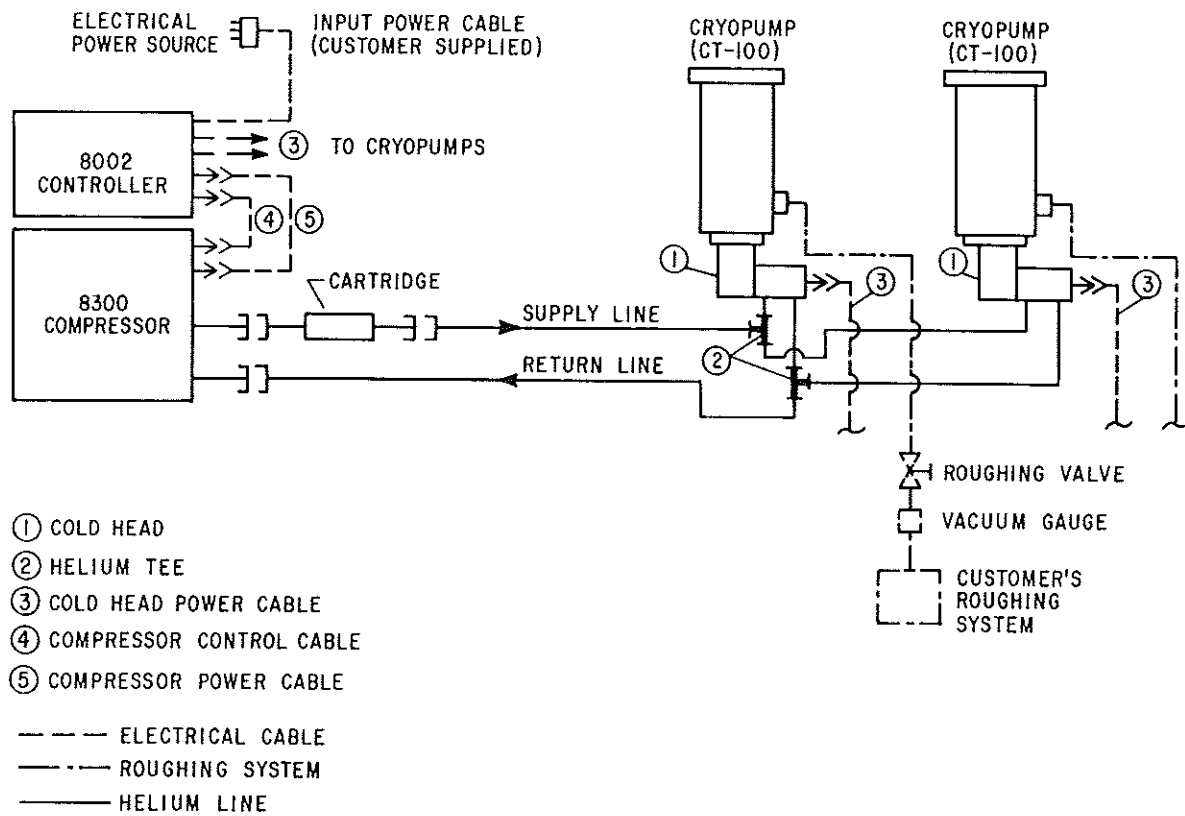 ELECTRICAL
POWER SOURCE
INPUT POWER CABLE
(CUSTOMER SUPPLIED)
CRYOPUMP
(CT-100)
CRYOPUMP
(CT-100)
8002
CONTROLLER
③ TO CRYOPUMPS
④ ⑤
8300
COMPRESSOR
CARTRIDGE
SUPPLY LINE
RETURN LINE
①
③
②
①
③
ROUGHING VALVE
VACUUM GAUGE
CUSTOMER'S
ROUGHING
SYSTEM
① COLD HEAD
② HELIUM TEE
③ COLD HEAD POWER CABLE
④ COMPRESSOR CONTROL CABLE
⑤ COMPRESSOR POWER CABLE
ELECTRICAL CABLE
ROUGHING SYSTEM
HELIUM LINE